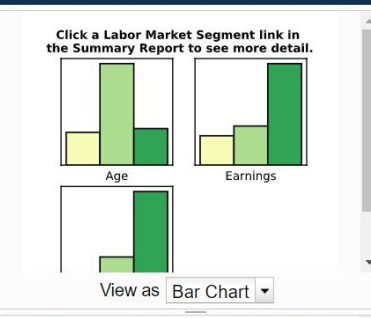 Click a Labor Market Segment link in
the Summary Report to see more detail.
Age
Earnings
View as Bar Chart